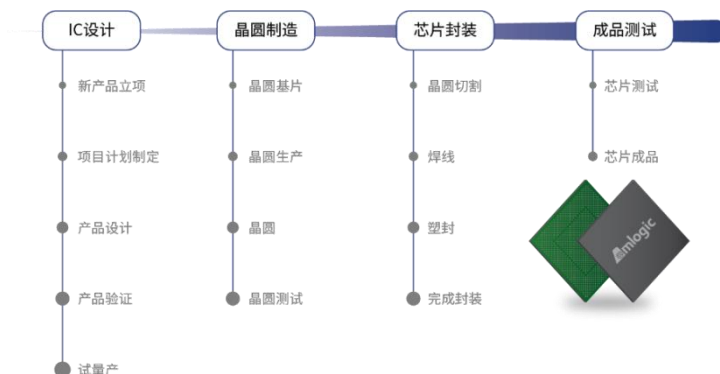 IC设计
晶圆制造
芯片封装
成品测试
新产品立项
晶圆基片
晶圆切割
芯片测试
项目计划制定
晶圆生产
焊线
芯片成品
产品设计
晶圆
塑封
Amlogic
产品验证
晶圆测试
完成封装
试量产